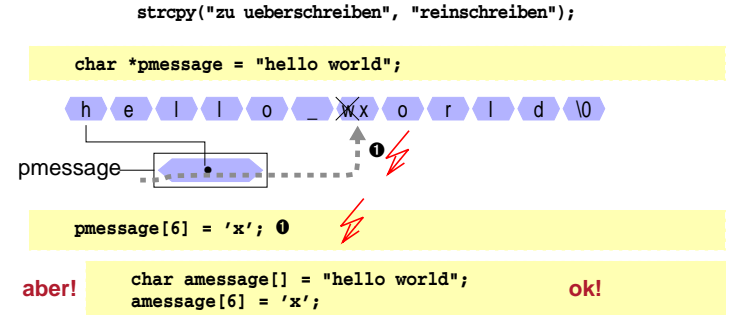 strcpy("zu ueberschreiben", "reinschreiben");
char *pmessage = "hello world";
h e l l o _ w x o r l d \0
❶
pmessage
pmessage[6] = ’x’; ❶
char amessage[] = "hello world";
aber! ok!
amessage[6] = ’x’;